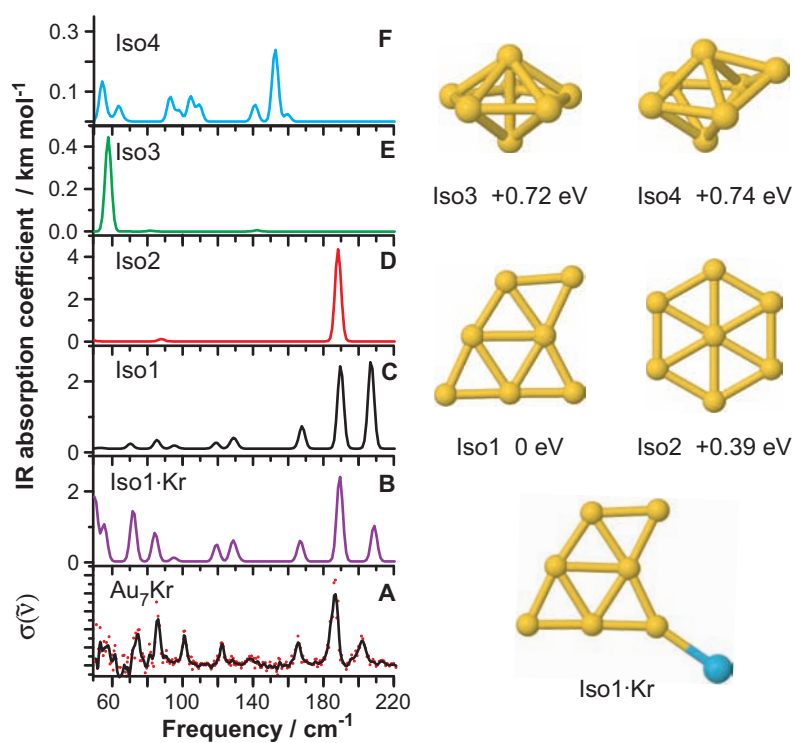 IR absorption coefficient / km mol⁻¹
σ(ṽ)
Iso4
F
0.3
0.1
Iso3
E
0.4
0.2
0.0
Iso2
D
4
2
0
Iso1
C
2
0
Iso1·Kr
B
2
0
Au₇Kr
A
60 100 140 180 220
Frequency / cm⁻¹
Iso3 +0.72 eV
Iso4 +0.74 eV
Iso1 0 eV
Iso2 +0.39 eV
Iso1·Kr